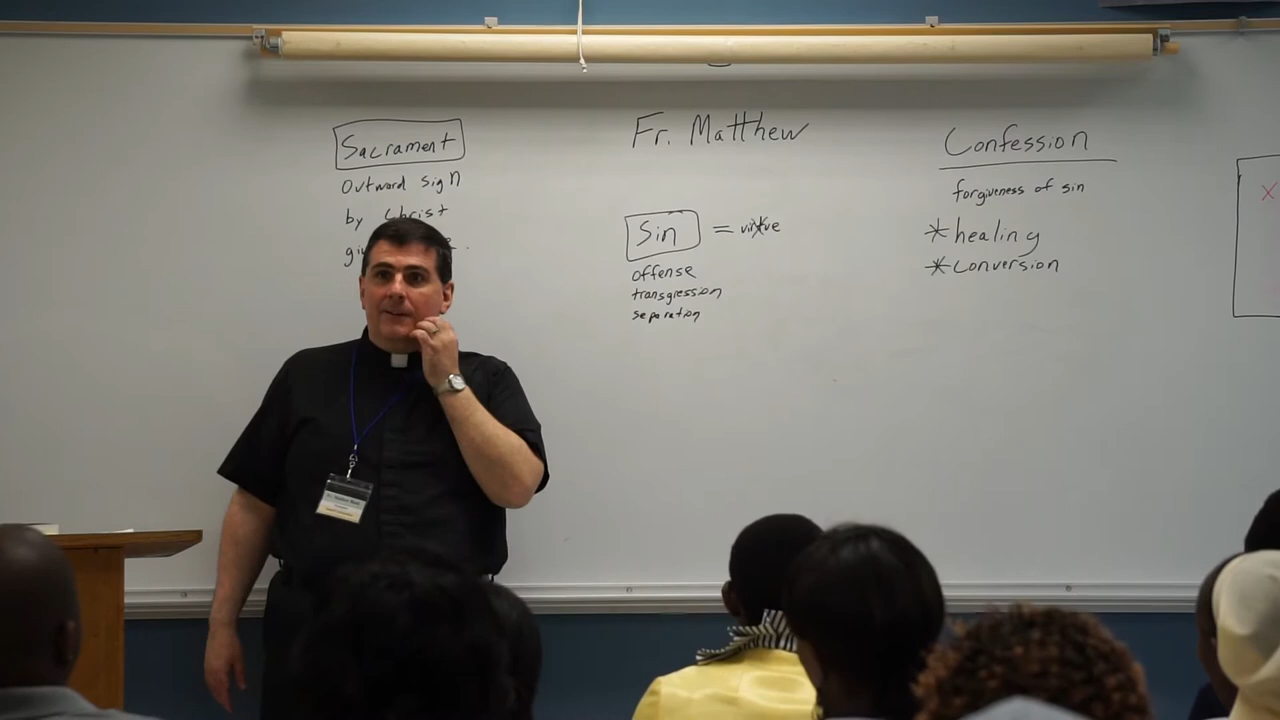 Sacrament
Outward sign
by Christ
Fr. Matthew
Sin = virtue
offense
transgression
separation
Confession
forgiveness of sin
* healing
* conversion
X